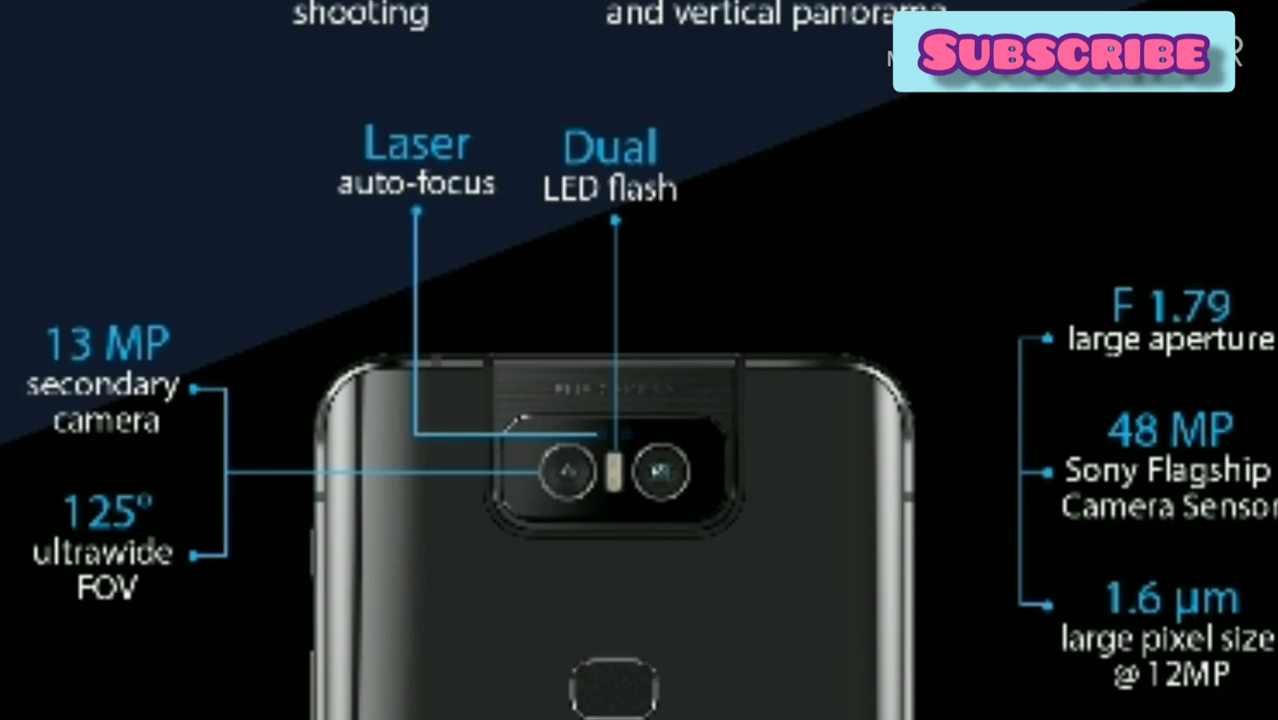 shooting
and vertical panorama
SUBSCRIBE
Laser
auto-focus
Dual
LED flash
13 MP
secondary
camera
125°
ultrawide
FOV
F 1.79
large aperture
48 MP
Sony Flagship
Camera Sensor
1.6 µm
large pixel size
@ 12MP